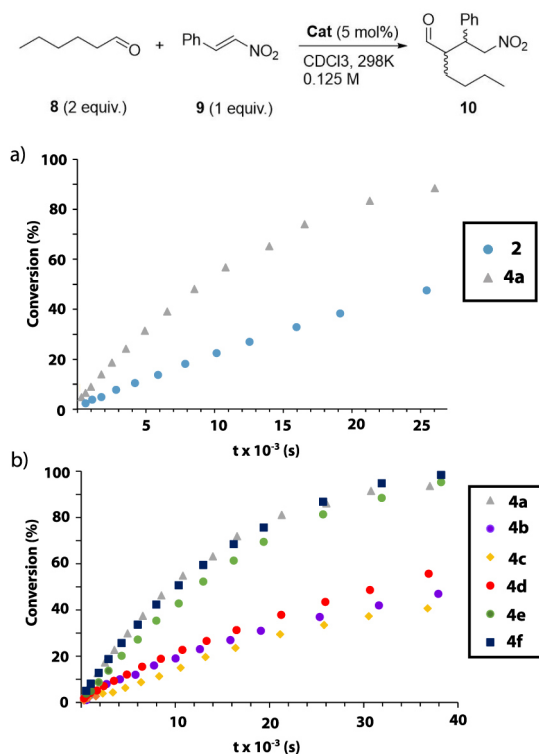 O
Ph
NO2
Cat (5 mol%)
CDCl3, 298K
0.125 M
O
Ph
NO2
+
8 (2 equiv.)
9 (1 equiv.)
10
a)
Conversion (%)
100
80
60
40
20
0
5
10
15
20
25
t x 10-3 (s)
2
4a
b)
Conversion (%)
100
80
60
40
20
0
10
20
30
40
t x 10-3 (s)
4a
4b
4c
4d
4e
4f